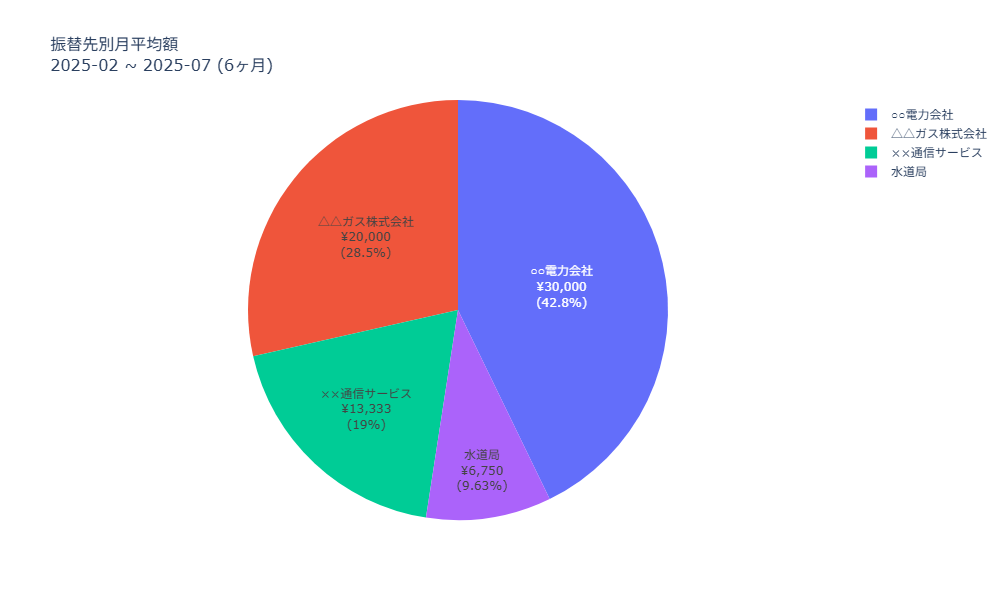 振替先別月平均額
2025-02 ~ 2025-07 (6ヶ月)
○○電力会社
△△ガス株式会社
××通信サービス
水道局
△△ガス株式会社
¥20,000
(28.5%)
○○電力会社
¥30,000
(42.8%)
××通信サービス
¥13,333
(19%)
水道局
¥6,750
(9.63%)